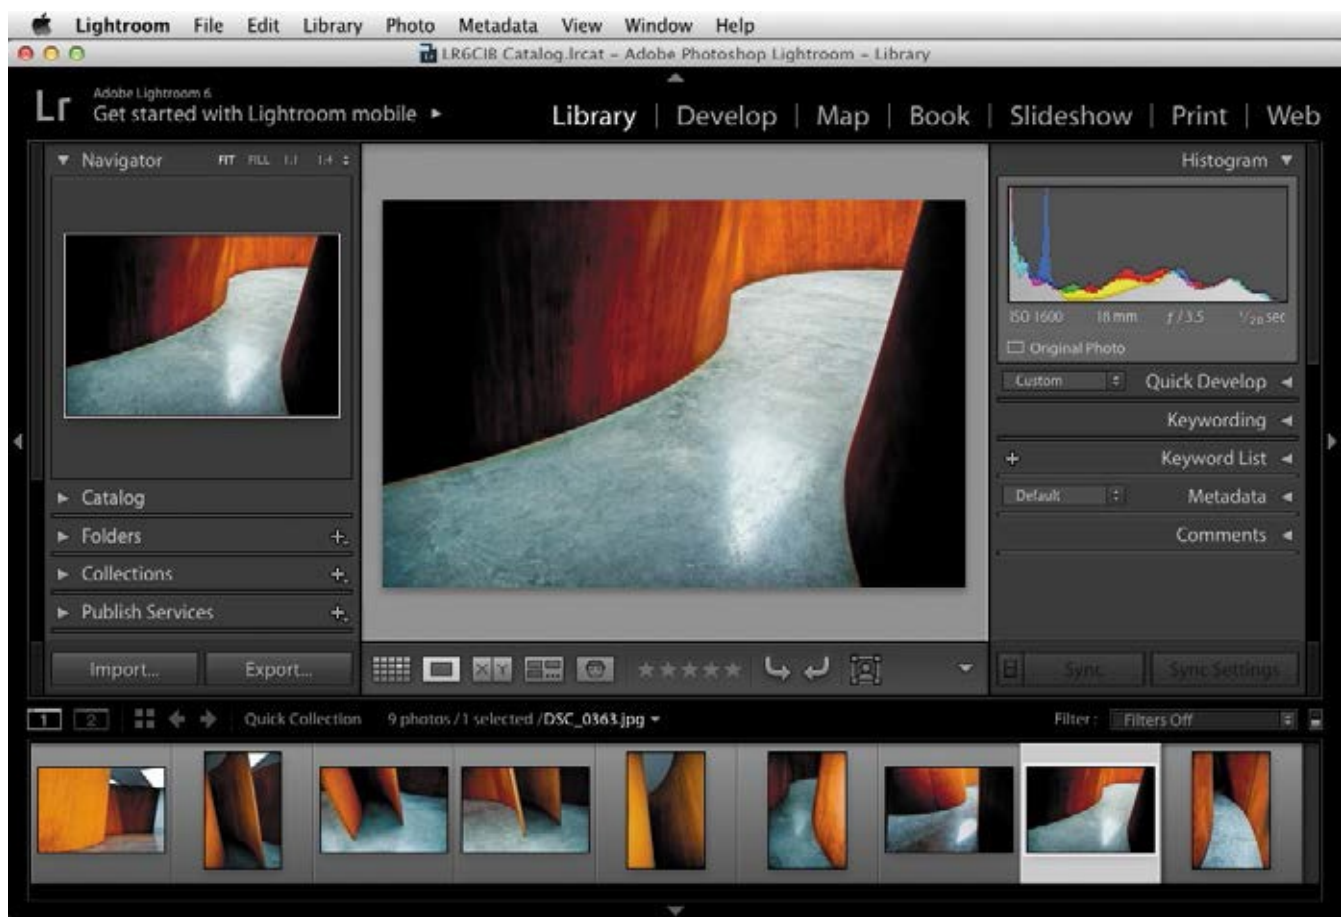 Lightroom File Edit Library Photo Metadata View Window Help
LR6CIB Catalog.lrcat – Adobe Photoshop Lightroom – Library
Lr
Adobe Lightroom 6
Get started with Lightroom mobile
Library | Develop | Map | Book | Slideshow | Print | Web
Navigator FIT FILL 1:1 1:4
Histogram
ISO 1600 18 mm f / 3.5 1/20 sec
Original Photo
Custom Quick Develop
Keywording
+ Keyword List
Default Metadata
Comments
Catalog
Folders +
Collections +
Publish Services +
Import... Export...
X Y
Sync Sync Settings
1 2 Quick Collection 9 photos / 1 selected / DSC_0363.jpg
Filter : Filters Off